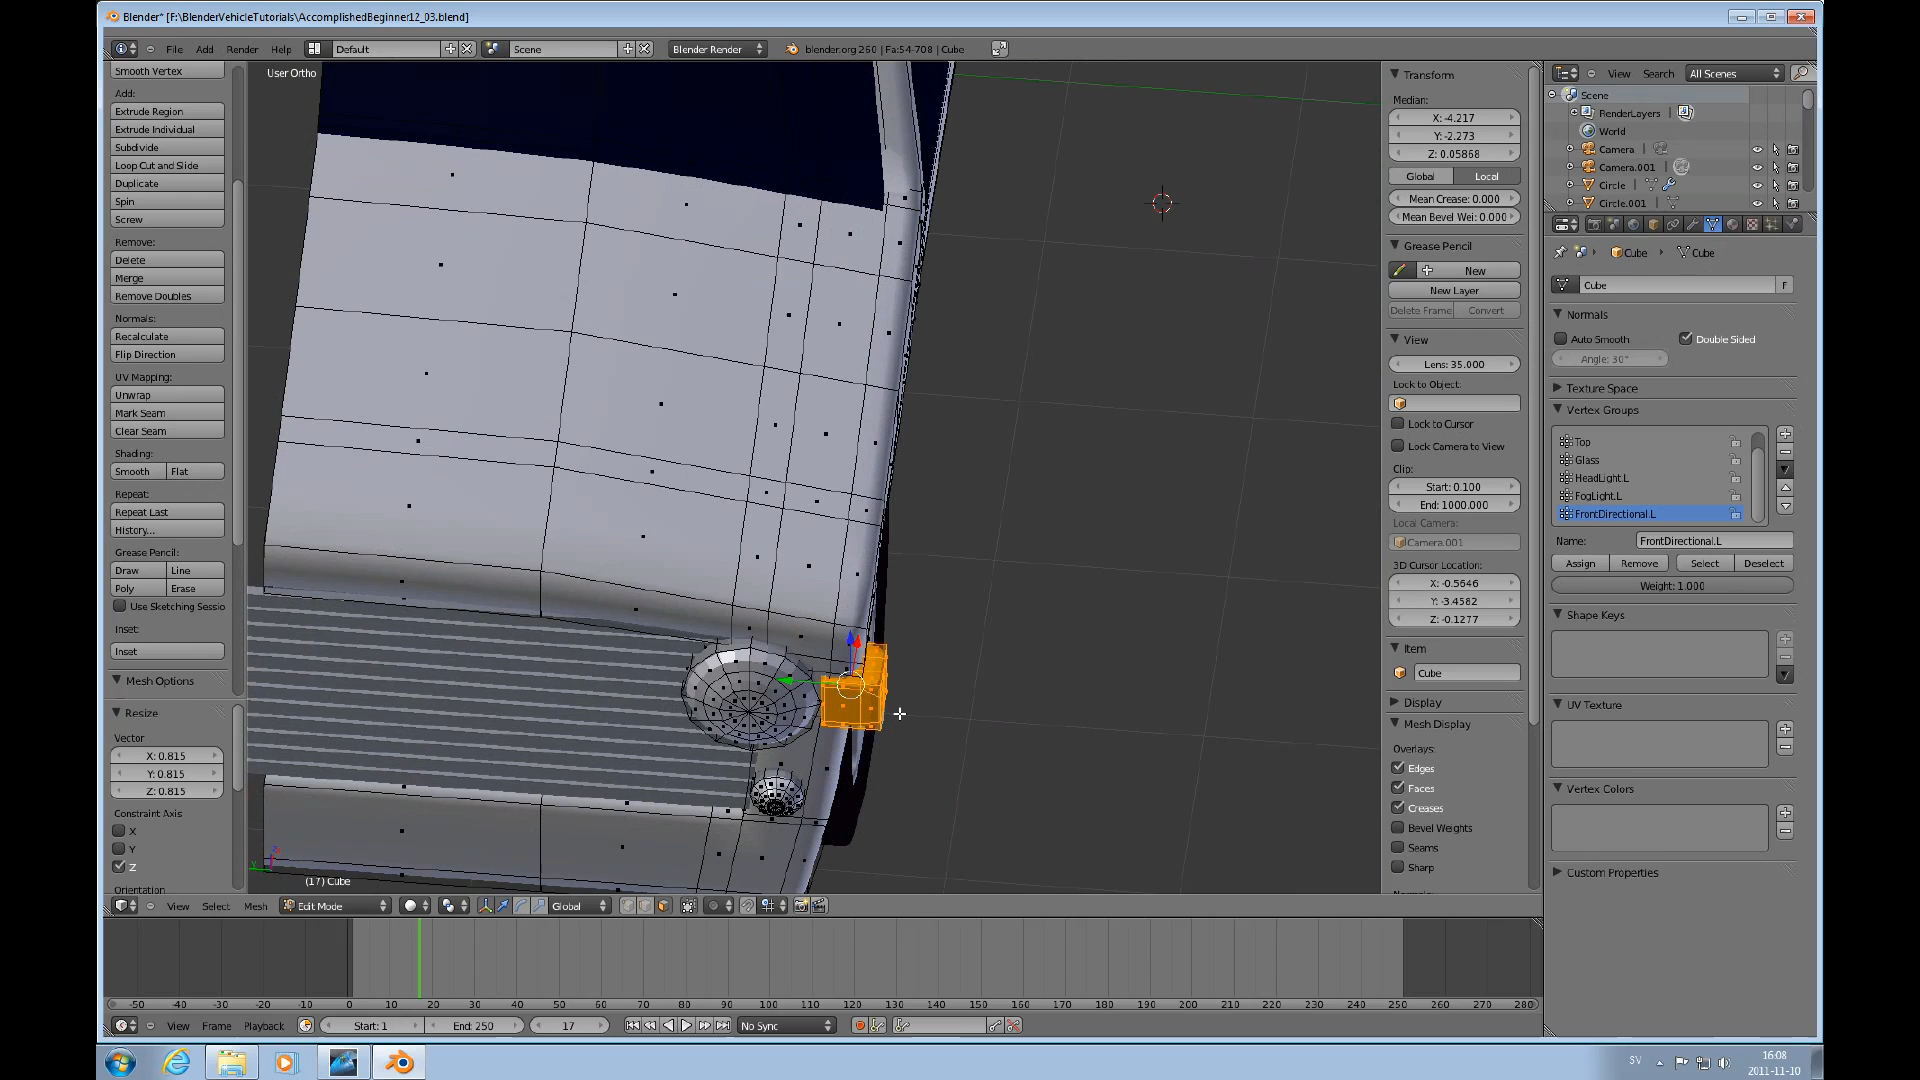 Blender* [F:\BlenderVehicleTutorials\AccomplishedBeginner12_03.blend]
File Add Render Help Default Scene Blender Render blender.org 260 | Fa:54-708 | Cube
Smooth Vertex
Add:
Extrude Region
Extrude Individual
Subdivide
Loop Cut and Slide
Duplicate
Spin
Screw
Remove:
Delete
Merge
Remove Doubles
Normals:
Recalculate
Flip Direction
UV Mapping:
Unwrap
Mark Seam
Clear Seam
Shading:
Smooth Flat
Repeat:
Repeat Last
History...
Grease Pencil:
Draw Line
Poly Erase
Use Sketching Sessio
Inset:
Inset
Mesh Options
Resize
Vector
X: 0.815
Y: 0.815
Z: 0.815
Constraint Axis
X
Y
Z
Orientation
User Ortho
(17) Cube
Transform
Median:
X: -4.217
Y: -2.273
Z: 0.05868
Global Local
Mean Crease: 0.000
Mean Bevel Wei: 0.000
Grease Pencil
New
New Layer
Delete Frame Convert
View
Lens: 35.000
Lock to Object:
Lock to Cursor
Lock Camera to View
Clip:
Start: 0.100
End: 1000.000
Local Camera:
Camera.001
3D Cursor Location:
X: -0.5646
Y: -3.4582
Z: -0.1277
Item
Cube
Display
Mesh Display
Overlays:
Edges
Faces
Creases
Bevel Weights
Seams
Sharp
View Search All Scenes
Scene
RenderLayers
World
Camera
Camera.001
Circle
Circle.001
Cube Cube
Cube F
Normals
Auto Smooth Double Sided
Angle: 30°
Texture Space
Vertex Groups
Top
Glass
HeadLight.L
FogLight.L
FrontDirectional.L
Name: FrontDirectional.L
Assign Remove Select Deselect
Weight: 1.000
Shape Keys
UV Texture
Vertex Colors
Custom Properties
View Select Mesh Edit Mode Global
-50 -40 -30 -20 -10 0 10 20 30 40 50 60 70 80 90 100 110 120 130 140 150 160 170 180 190 200 210 220 230 240 250 260 270 280
View Frame Playback Start: 1 End: 250 17 No Sync
SV 16:08
2011-11-10